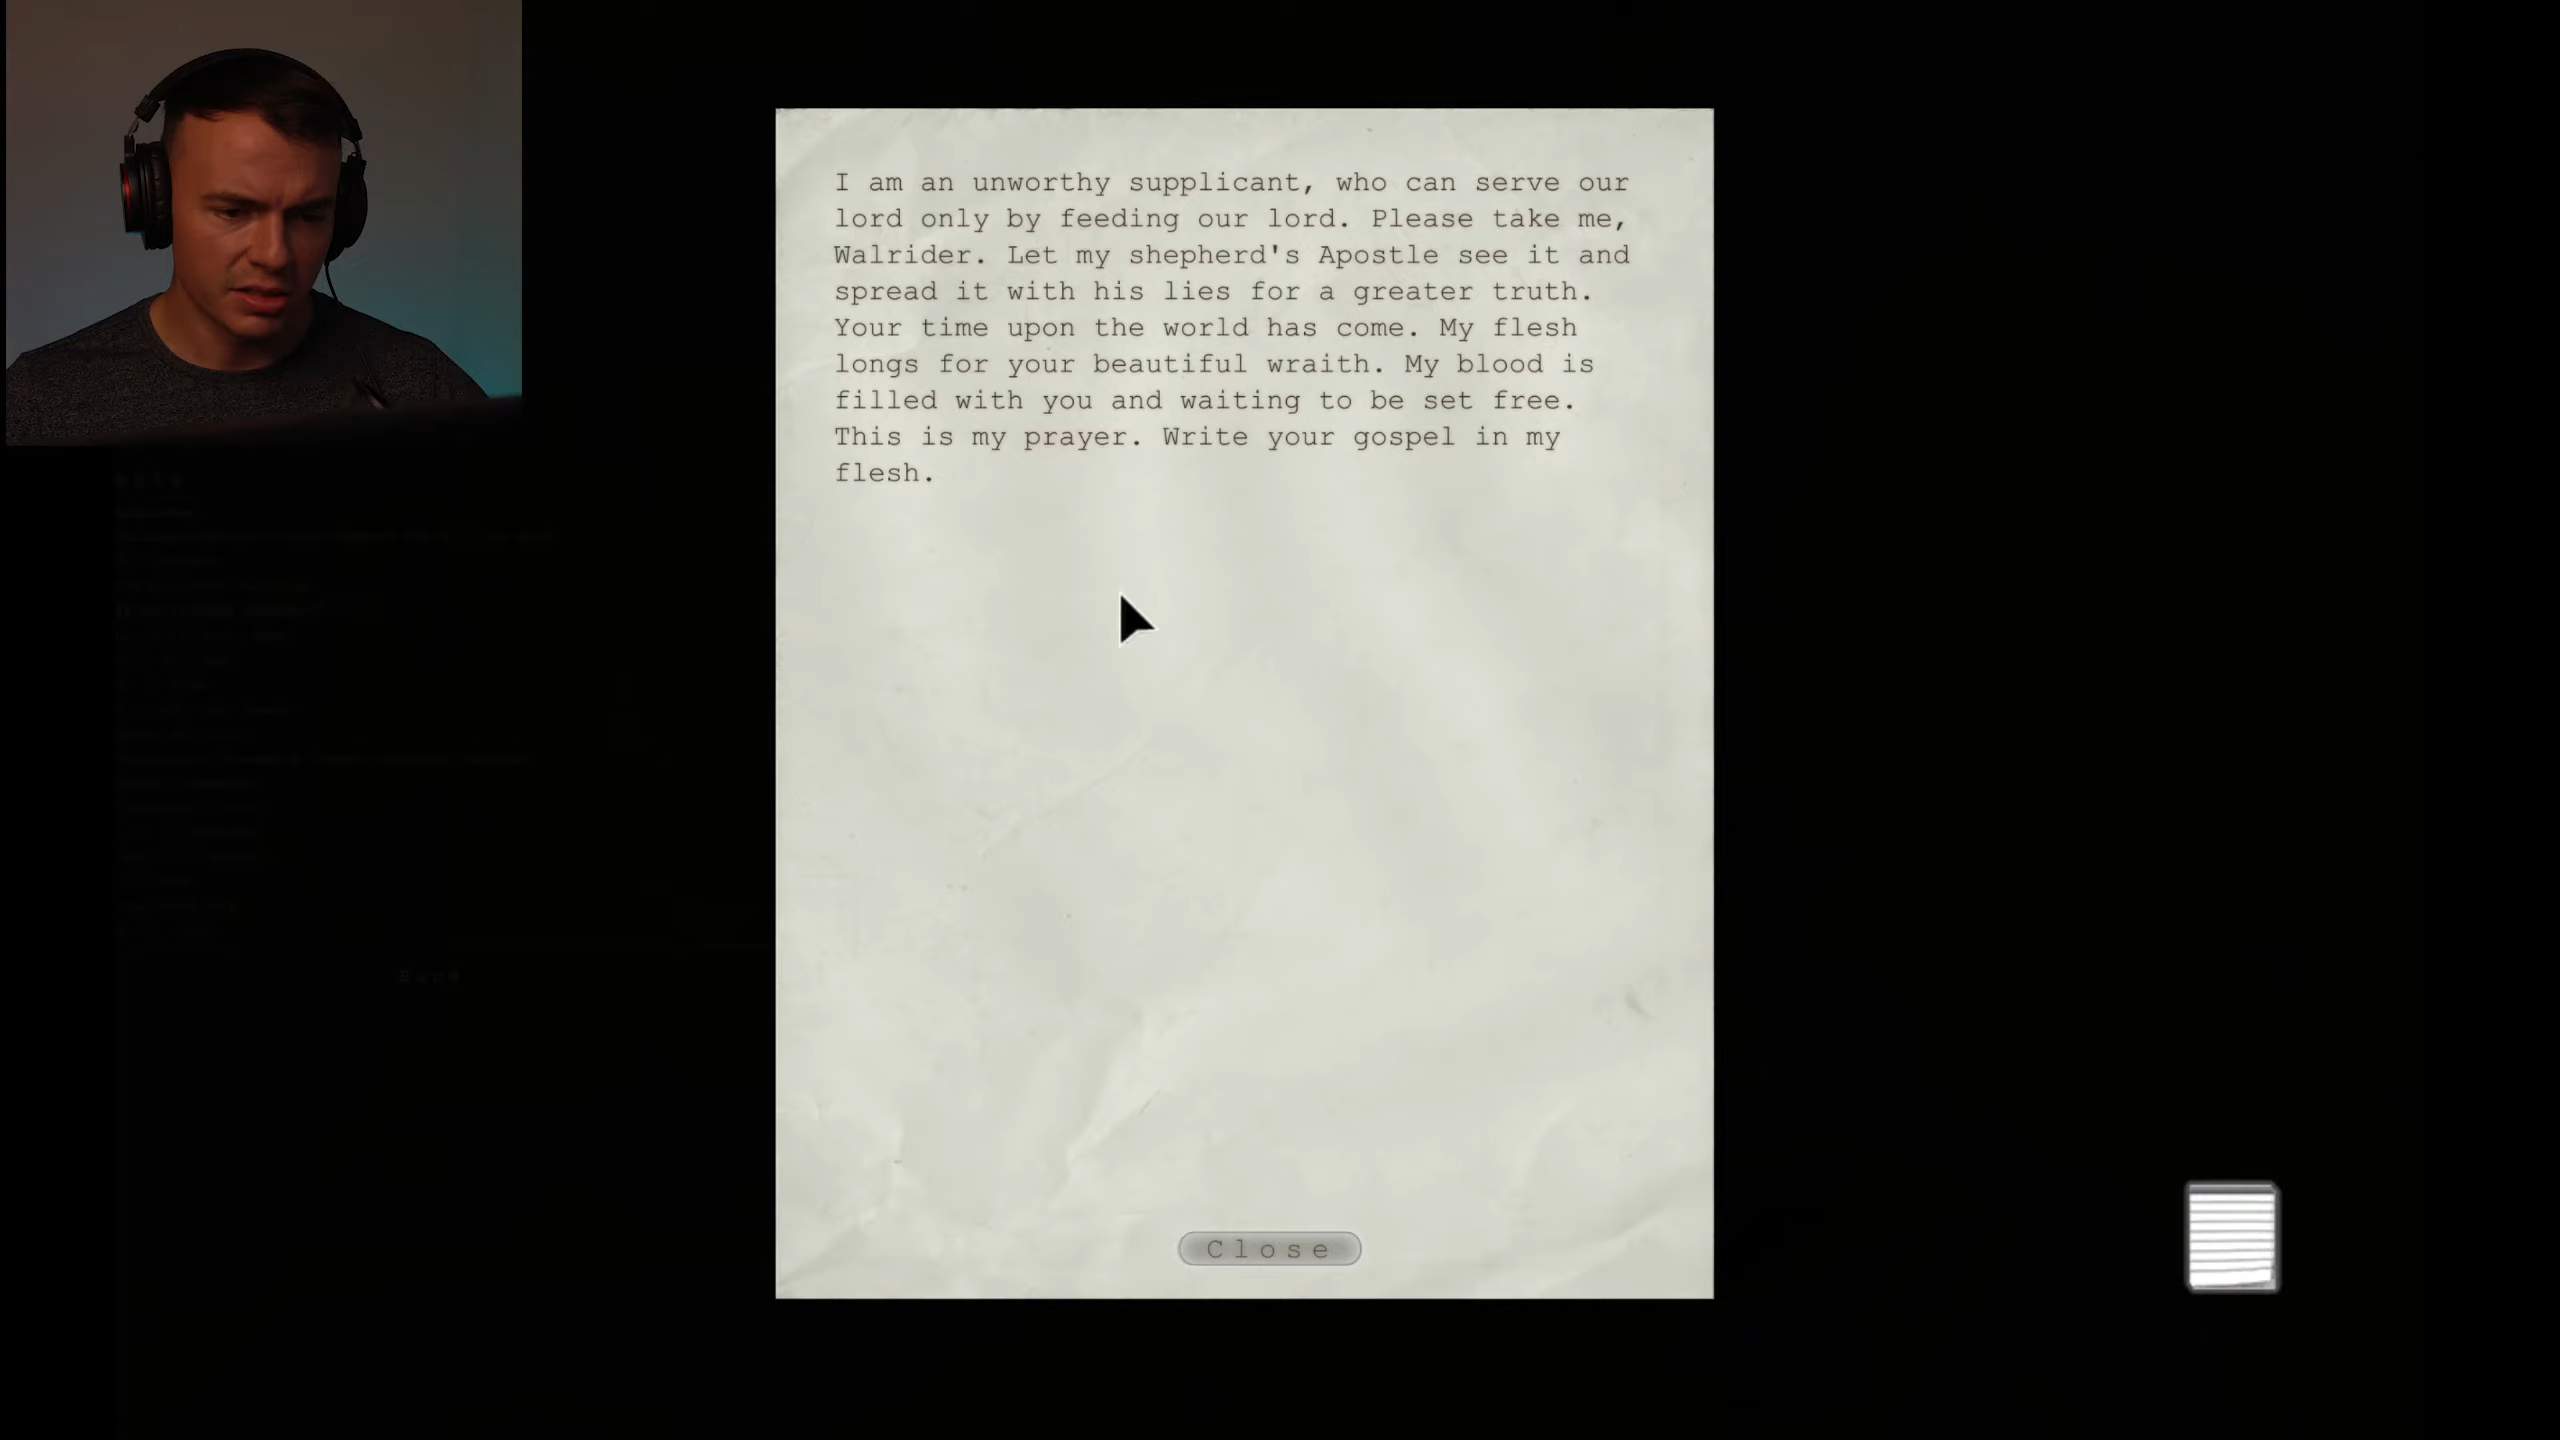 I am an unworthy supplicant, who can serve our
lord only by feeding our lord. Please take me,
Walrider. Let my shepherd's Apostle see it and
spread it with his lies for a greater truth.
Your time upon the world has come. My flesh
longs for your beautiful wraith. My blood is
filled with you and waiting to be set free.
This is my prayer. Write your gospel in my
flesh.
Close